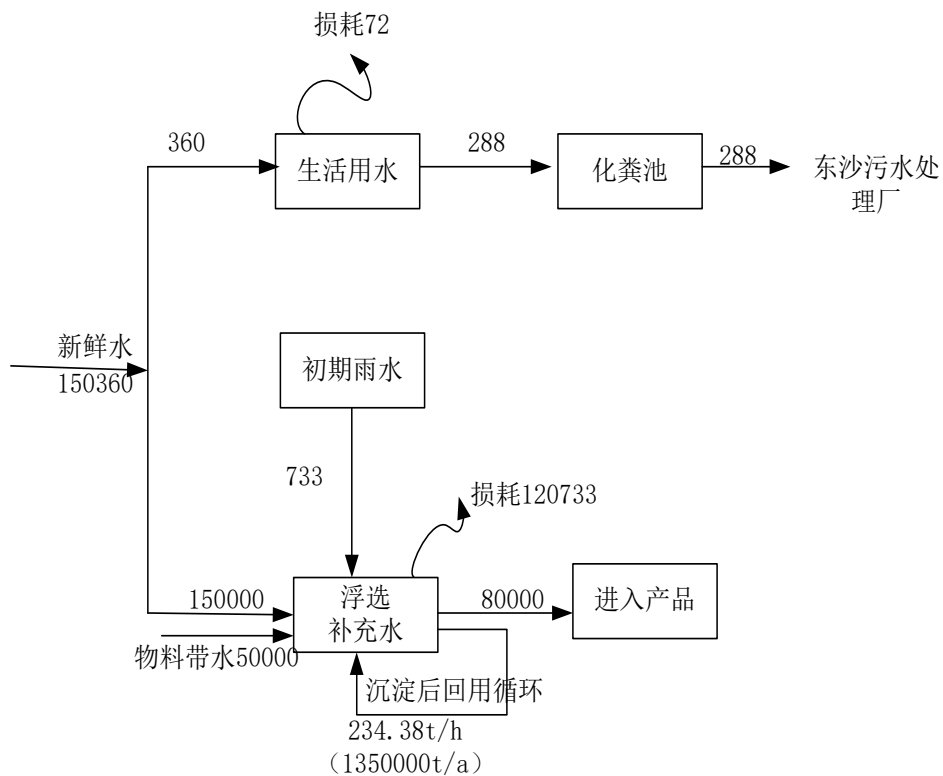 损耗72
360
生活用水
288
化粪池
288
东沙污水处
理厂
新鲜水
150360
初期雨水
733
损耗120733
150000
浮选
补充水
80000
进入产品
物料带水50000
沉淀后回用循环
234.38t/h
（1350000t/a）